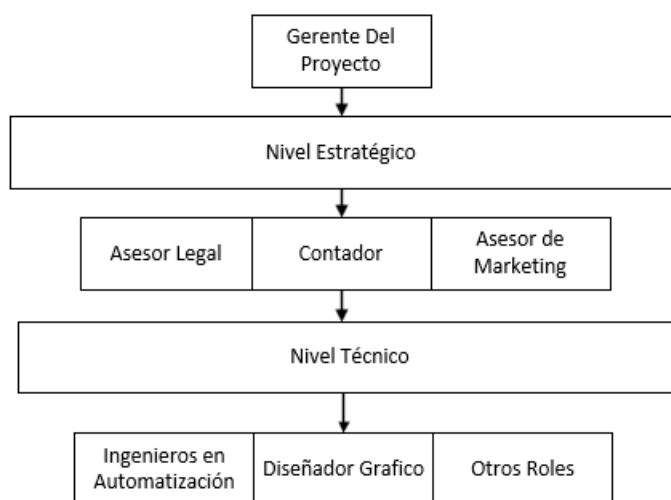 Gerente Del
Proyecto
Nivel Estratégico
Asesor Legal
Contador
Asesor de
Marketing
Nivel Técnico
Ingenieros en
Automatización
Diseñador Grafico
Otros Roles